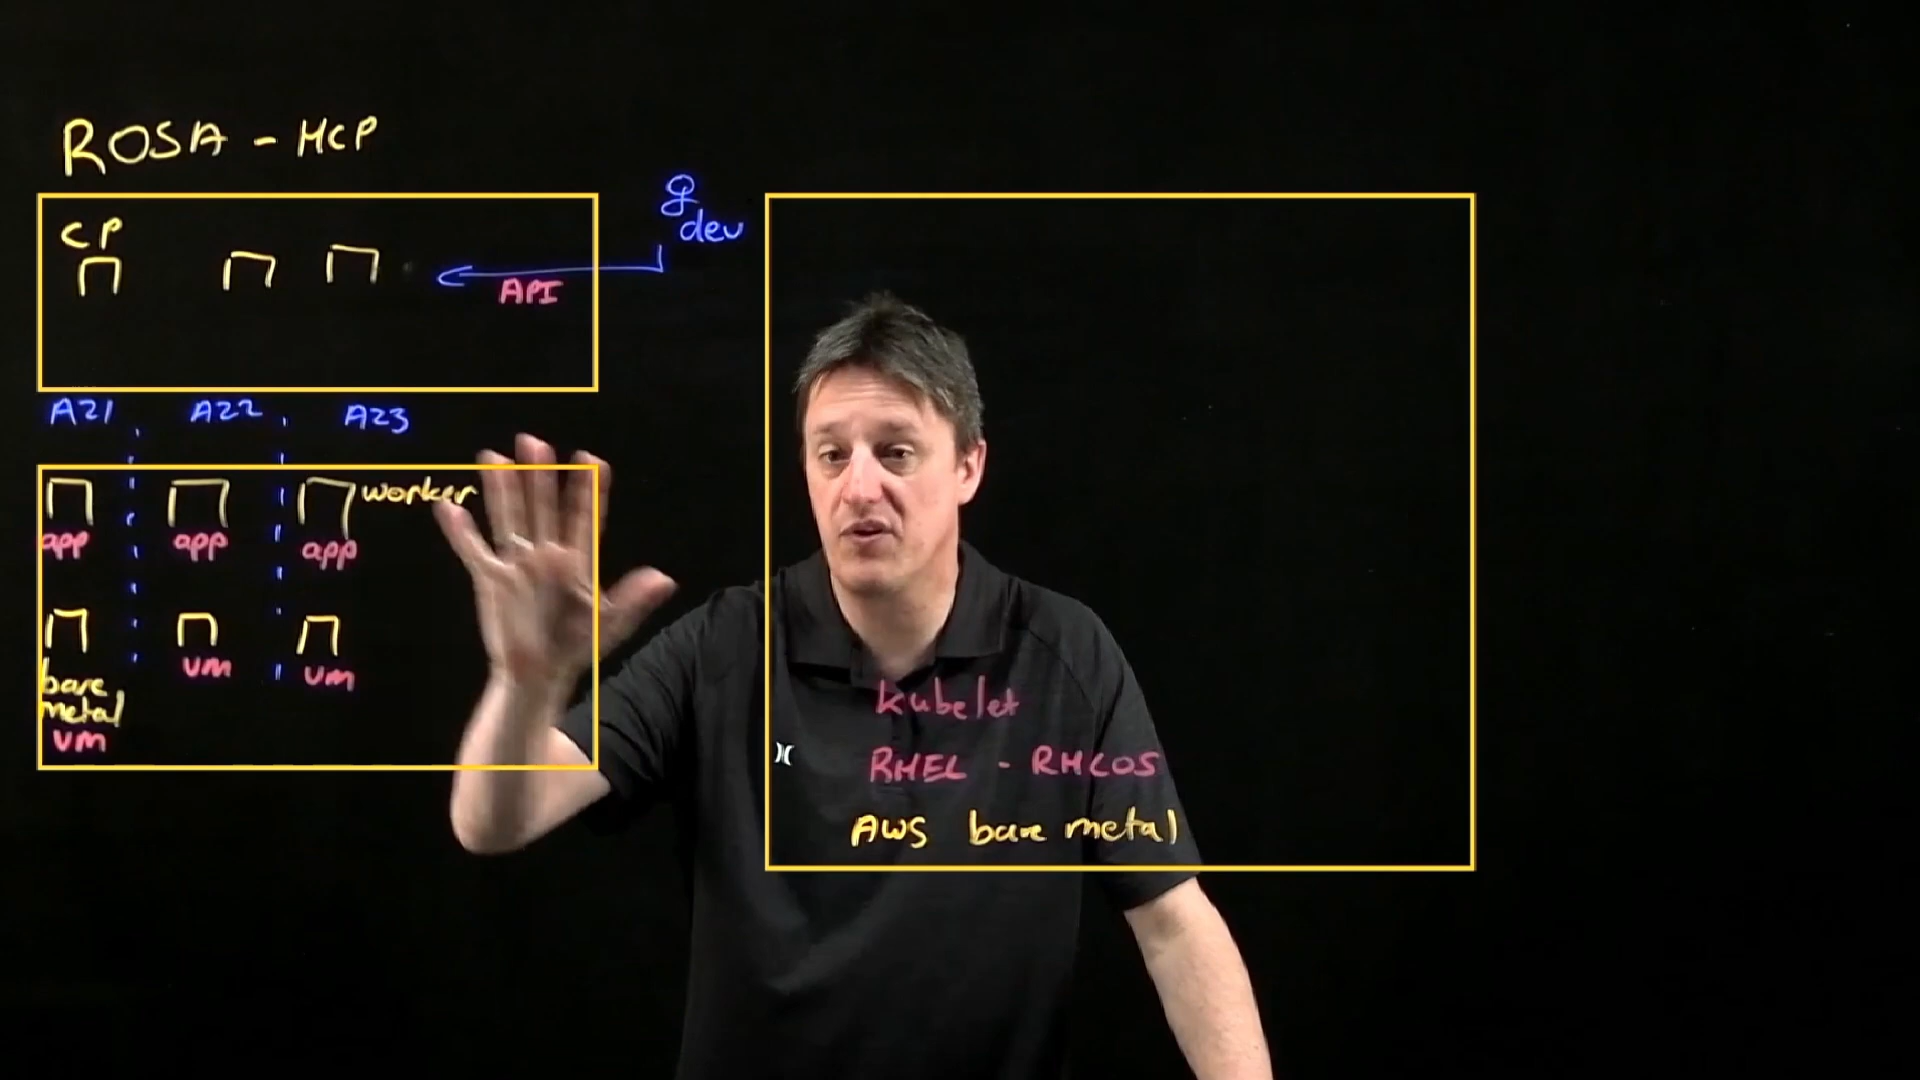 ROSA - HCP
dev
CP
API
AZ1 AZ2 AZ3
worker
app app app
bare metal vm
vm vm
kubelet
RHEL - RHCOS
AWS bare metal